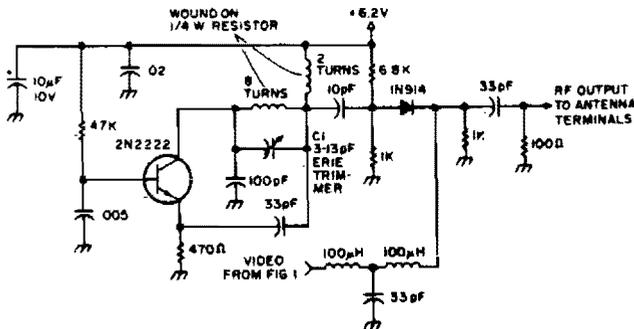 WOUND ON
1/4 W RESISTOR
+6.2V
+
10µF
10V
.02
8
TURNS
2
TURNS
6.8K
10pF
1N914
33pF
RF OUTPUT
TO ANTENNA
TERMINALS
47K
2N2222
C1
3-13pF
ERIE
TRIM-
MER
1K
1K
100Ω
100pF
.005
33pF
470Ω
VIDEO
FROM FIG. 1
100µH
100µH
33pF